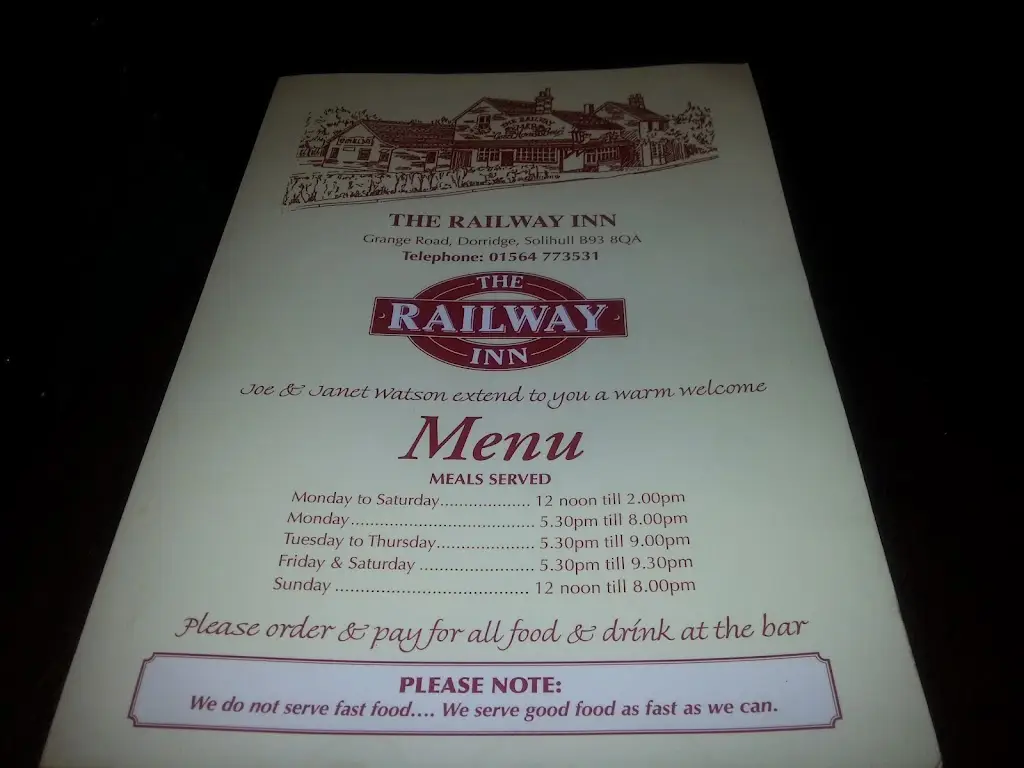 THE RAILWAY INN
Grange Road, Dorridge, Solihull B93 8QA
Telephone: 01564 773531
THE
RAILWAY
INN
Joe & Janet Watson extend to you a warm welcome
Menu
MEALS SERVED
Monday to Saturday................... 12 noon till 2.00pm
Monday...................................... 5.30pm till 8.00pm
Tuesday to Thursday..................... 5.30pm till 9.00pm
Friday & Saturday ........................ 5.30pm till 9.30pm
Sunday ........................................ 12 noon till 8.00pm
Please order & pay for all food & drink at the bar
PLEASE NOTE:
We do not serve fast food.... We serve good food as fast as we can.